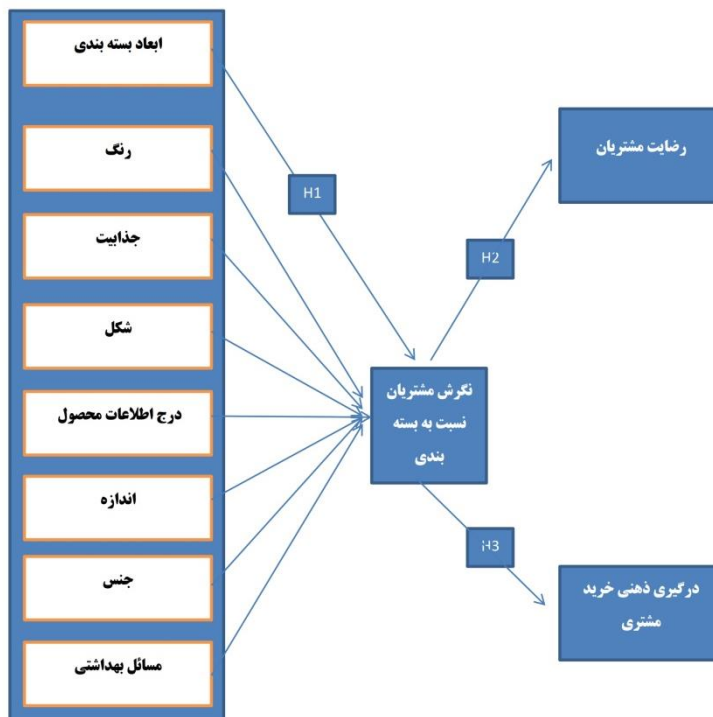 ابعاد بسته بندی
رنگ
جذابیت
شکل
درج اطلاعات محصول
اندازه
جنس
مسائل بهداشتی
H1
نگرش مشتریان
نسبت به بسته
بندی
H2
رضایت مشتریان
H3
درگیری ذهنی خرید
مشتری